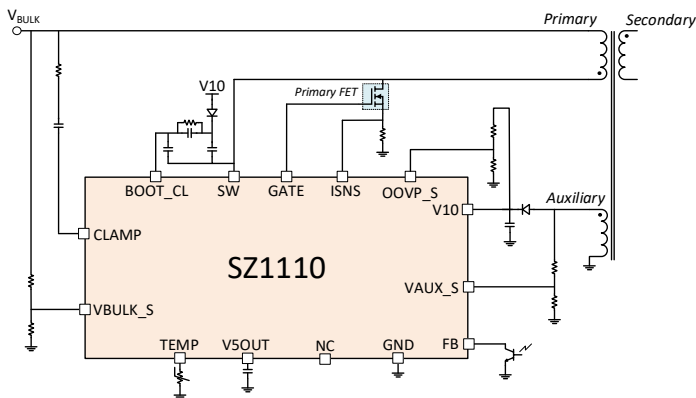 VBULK
Primary
Secondary
V10
Primary FET
BOOT_CL
SW
GATE
ISNS
OOVP_S
V10
Auxiliary
CLAMP
SZ1110
VAUX_S
VBULK_S
TEMP
V5OUT
NC
GND
FB